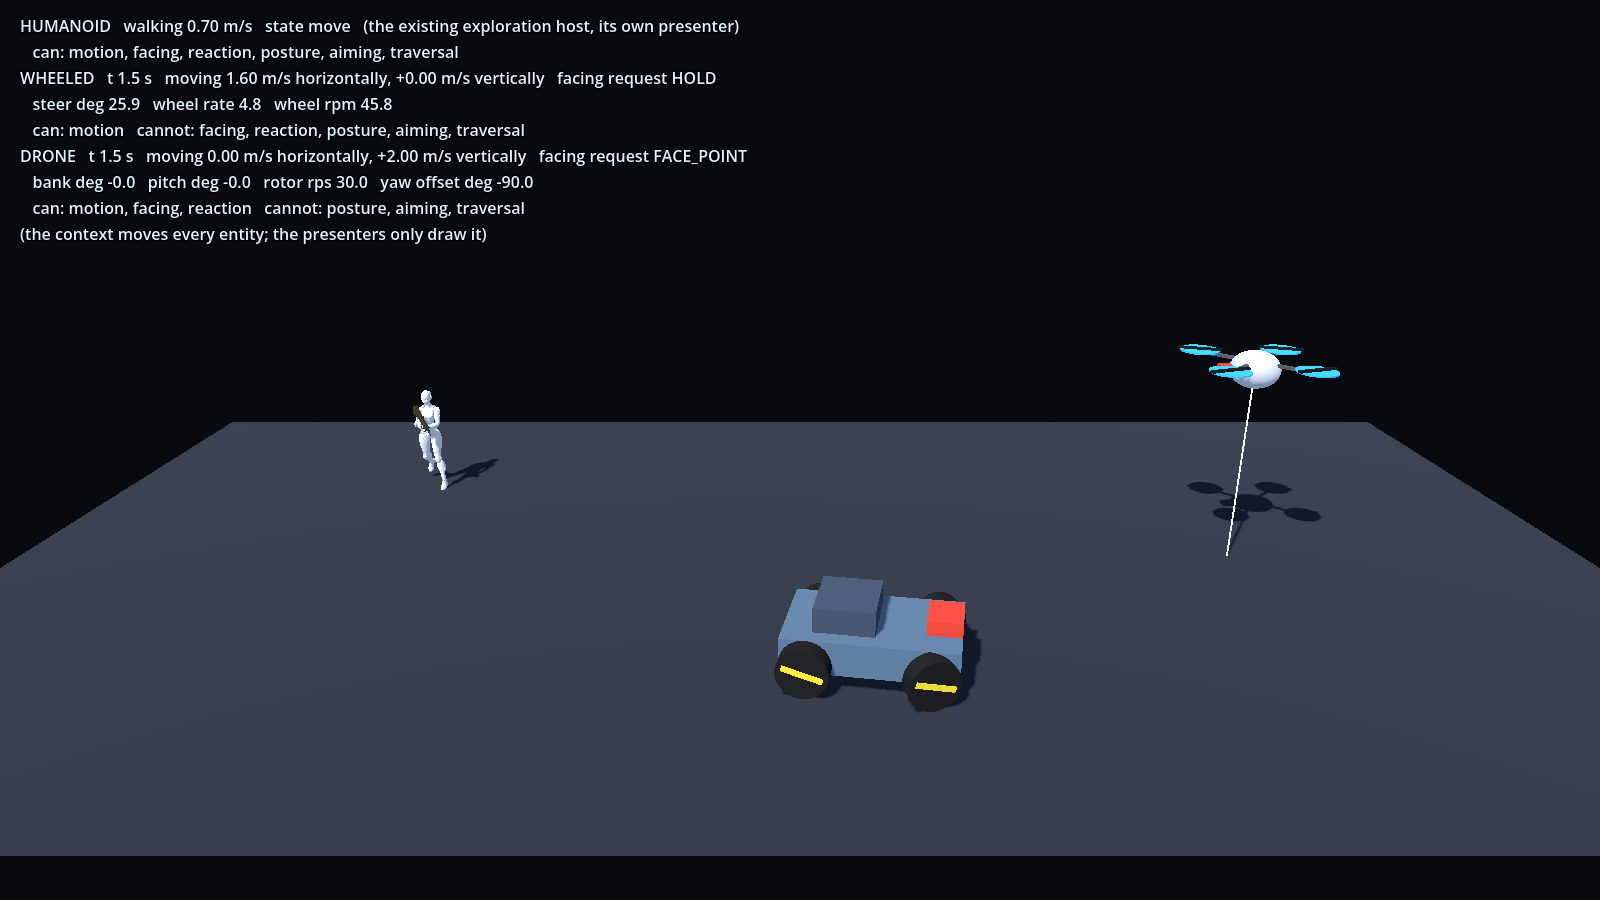 HUMANOID walking 0.70 m/s state move (the existing exploration host, its own presenter)
can: motion, facing, reaction, posture, aiming, traversal
WHEELED t 1.5 s moving 1.60 m/s horizontally, +0.00 m/s vertically facing request HOLD
steer deg 25.9 wheel rate 4.8 wheel rpm 45.8
can: motion cannot: facing, reaction, posture, aiming, traversal
DRONE t 1.5 s moving 0.00 m/s horizontally, +2.00 m/s vertically facing request FACE_POINT
bank deg -0.0 pitch deg -0.0 rotor rps 30.0 yaw offset deg -90.0
can: motion, facing, reaction cannot: posture, aiming, traversal
(the context moves every entity; the presenters only draw it)